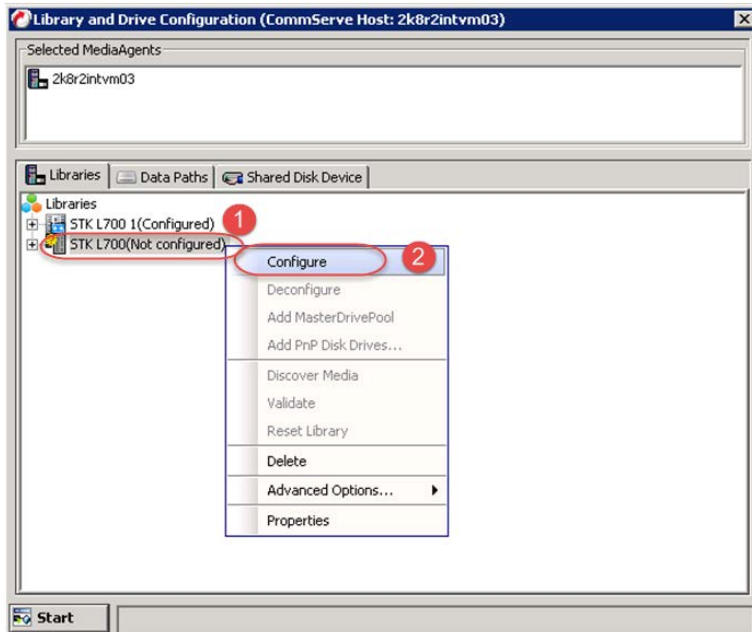 Library and Drive Configuration (CommServe Host: 2k8r2intvm03)
Selected MediaAgents
2k8r2intvm03
Libraries Data Paths Shared Disk Device
Libraries
STK L700 1(Configured) 1
STK L700(Not configured)
Configure 2
Deconfigure
Add MasterDrivePool
Add PnP Disk Drives...
Discover Media
Validate
Reset Library
Delete
Advanced Options...
Properties
Start